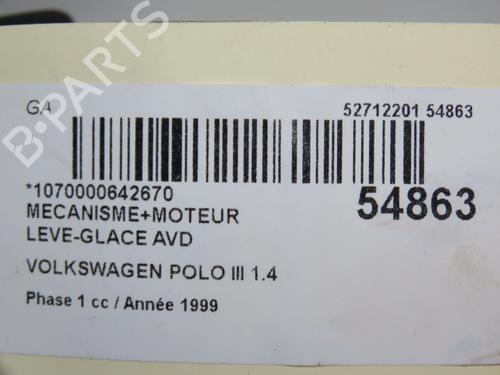 GA
52712201 54863
*1070000642670
54863
MECANISME+MOTEUR
LEVE-GLACE AVD
VOLKSWAGEN POLO III 1.4
Phase 1 cc / Année 1999
B-PARTS